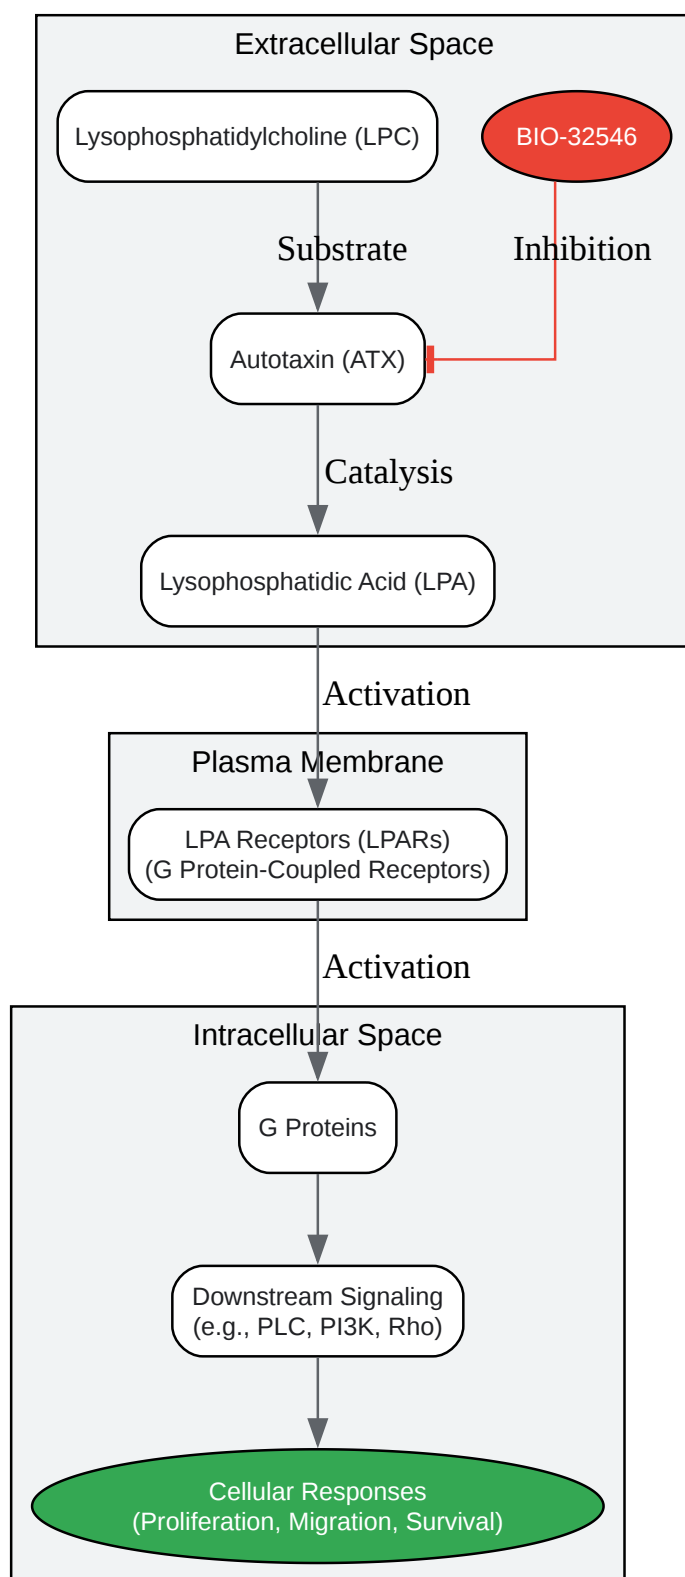 Extracellular Space
Lysophosphatidylcholine (LPC)
BIO-32546
Substrate
Inhibition
Autotaxin (ATX)
Catalysis
Lysophosphatidic Acid (LPA)
Activation
Plasma Membrane
LPA Receptors (LPARs)
(G Protein-Coupled Receptors)
Activation
Intracellular Space
G Proteins
Downstream Signaling
(e.g., PLC, PI3K, Rho)
Cellular Responses
(Proliferation, Migration, Survival)